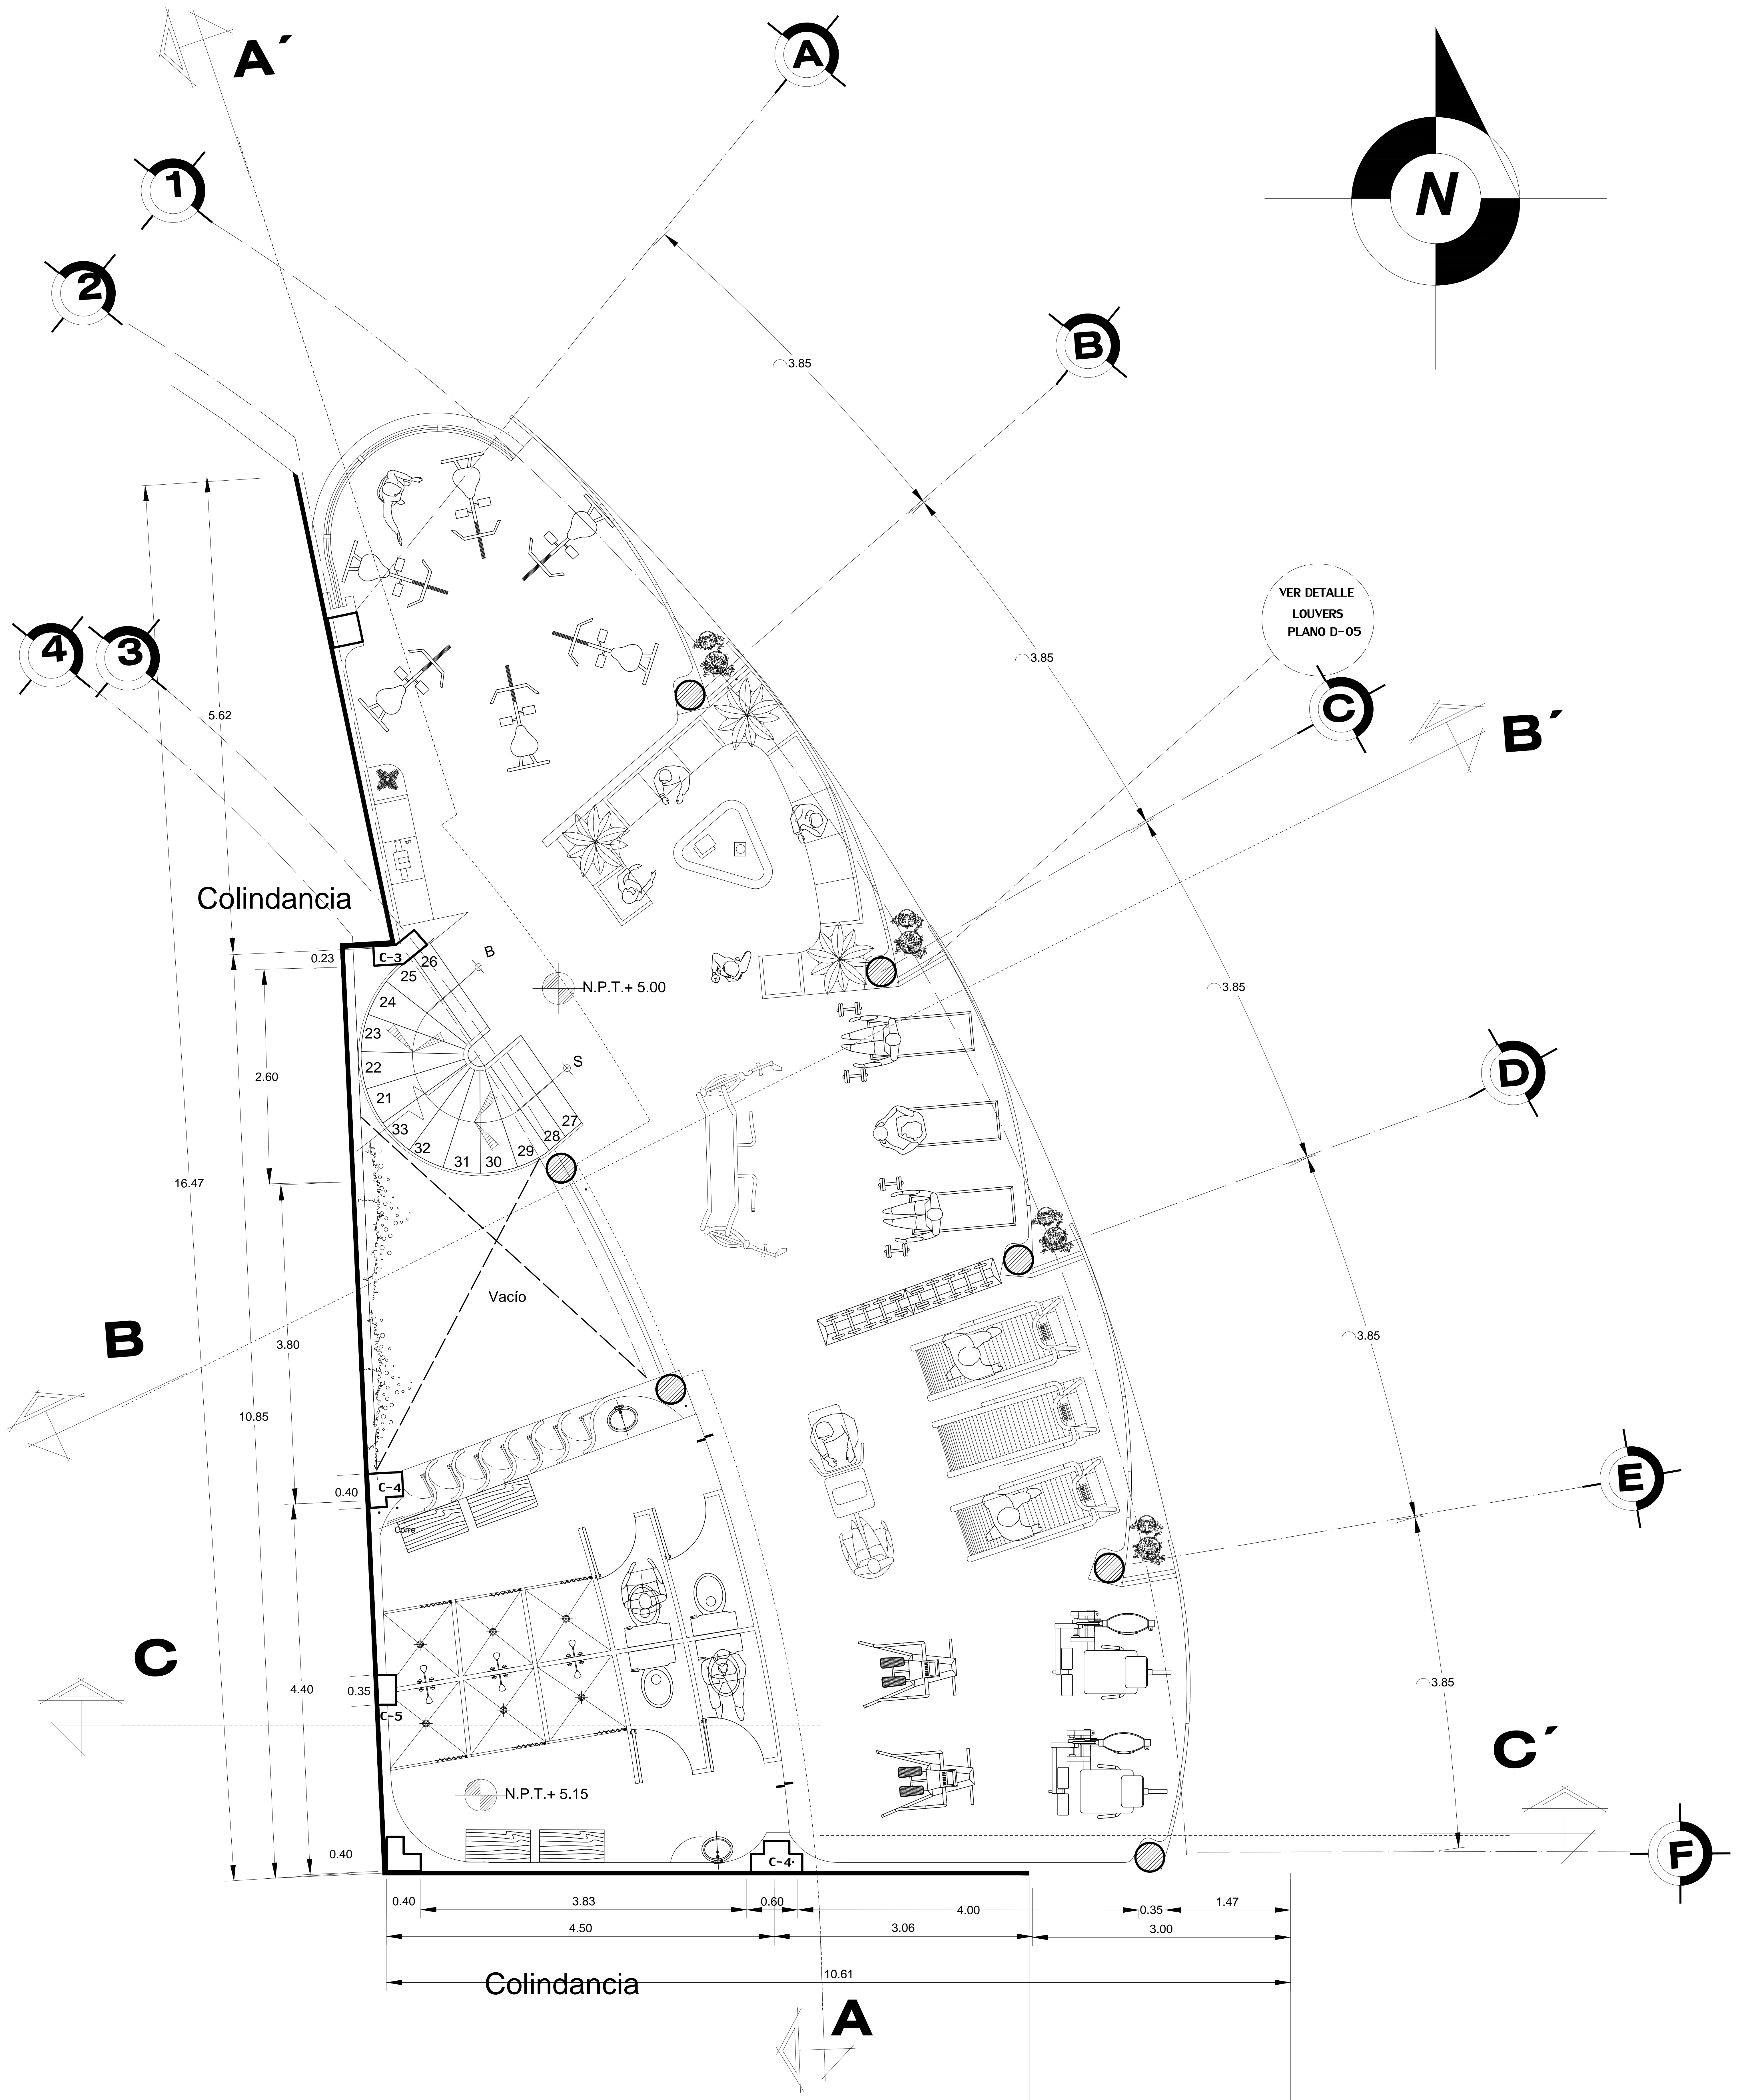 A´
A
N
1
2
B
3.85
VER DETALLE
LOUVERS
PLANO D-05
3.85
4
3
C
B´
5.62
Colindancia
0.23
C-3
26
25
24
23
22
21
33
32
31
30
29
28
27
B
S
N.P.T.+ 5.00
3.85
2.60
D
16.47
Vacío
B
3.80
3.85
10.85
C-4
0.40
Corre
E
C
4.40
0.35
C-5
3.85
C´
N.P.T.+ 5.15
0.40
C-4
F
0.40
3.83
0.60
4.00
0.35
1.47
4.50
3.06
3.00
10.61
Colindancia
A